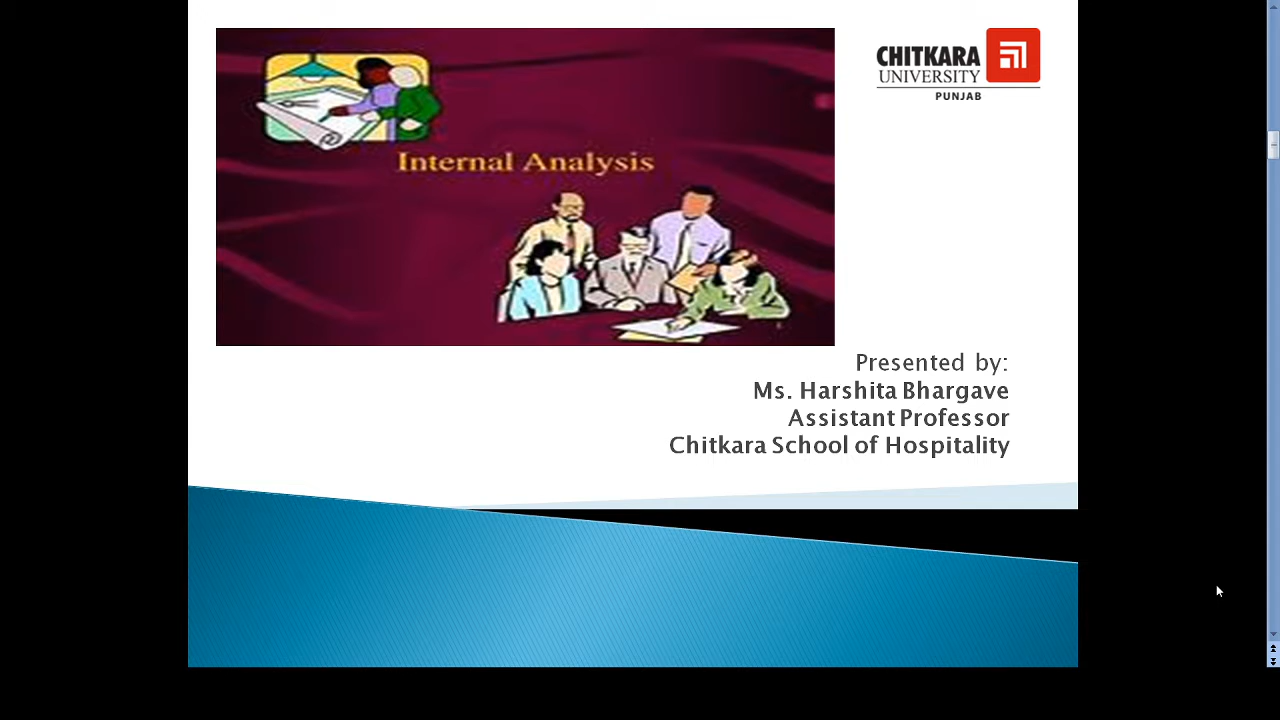 CHITKARA
UNIVERSITY
PUNJAB
Internal Analysis
Presented by:
Ms. Harshita Bhargave
Assistant Professor
Chitkara School of Hospitality